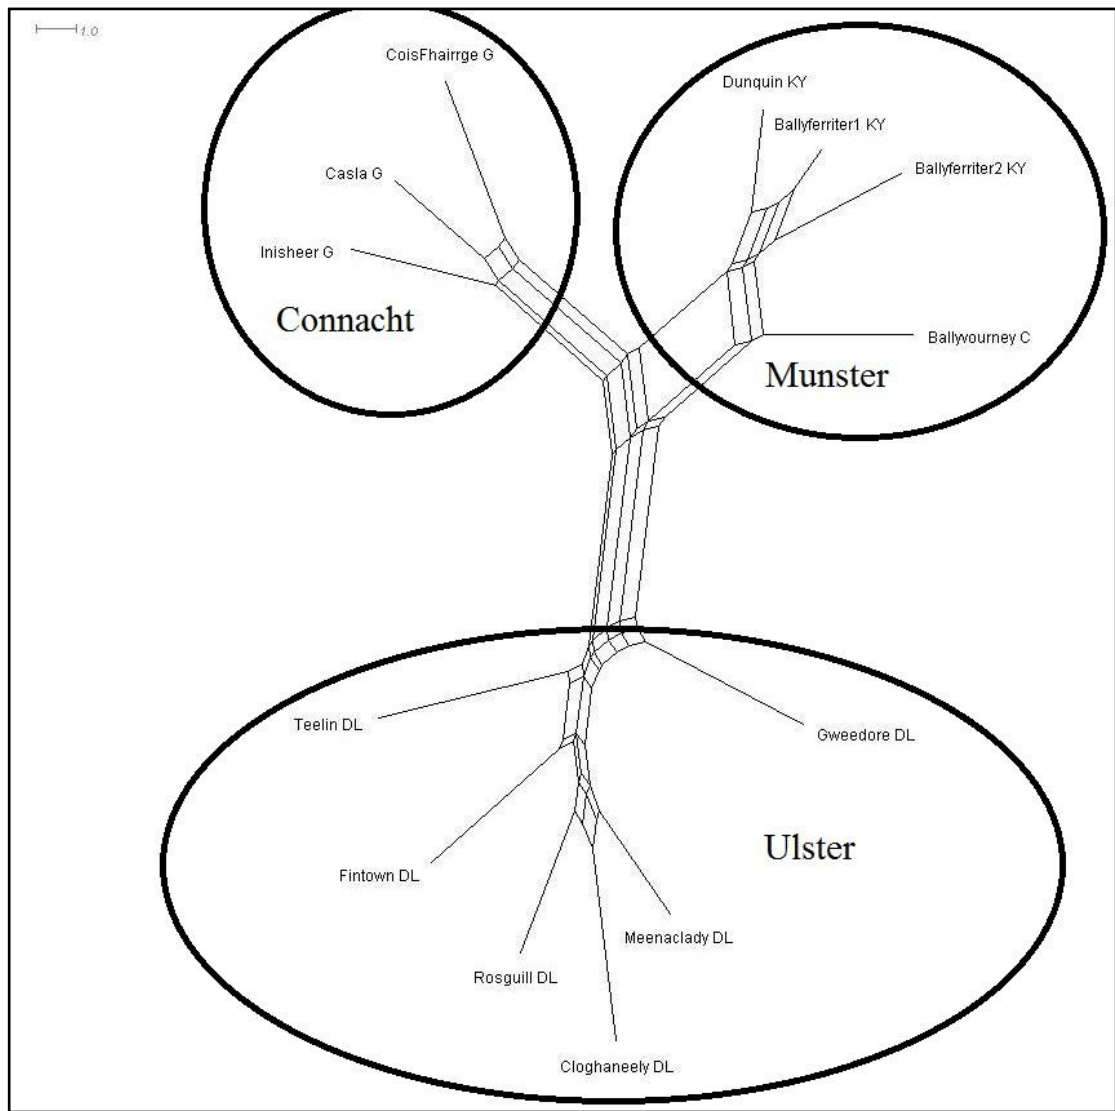 1.0
CoisFhairrge G
Casla G
Inisheer G
Connacht
Dunquin KY
Ballyferriter1 KY
Ballyferriter2 KY
Ballyvourney C
Munster
Teelin DL
Gweedore DL
Fintown DL
Ulster
Meenaclady DL
Rosguill DL
Cloghaneely DL